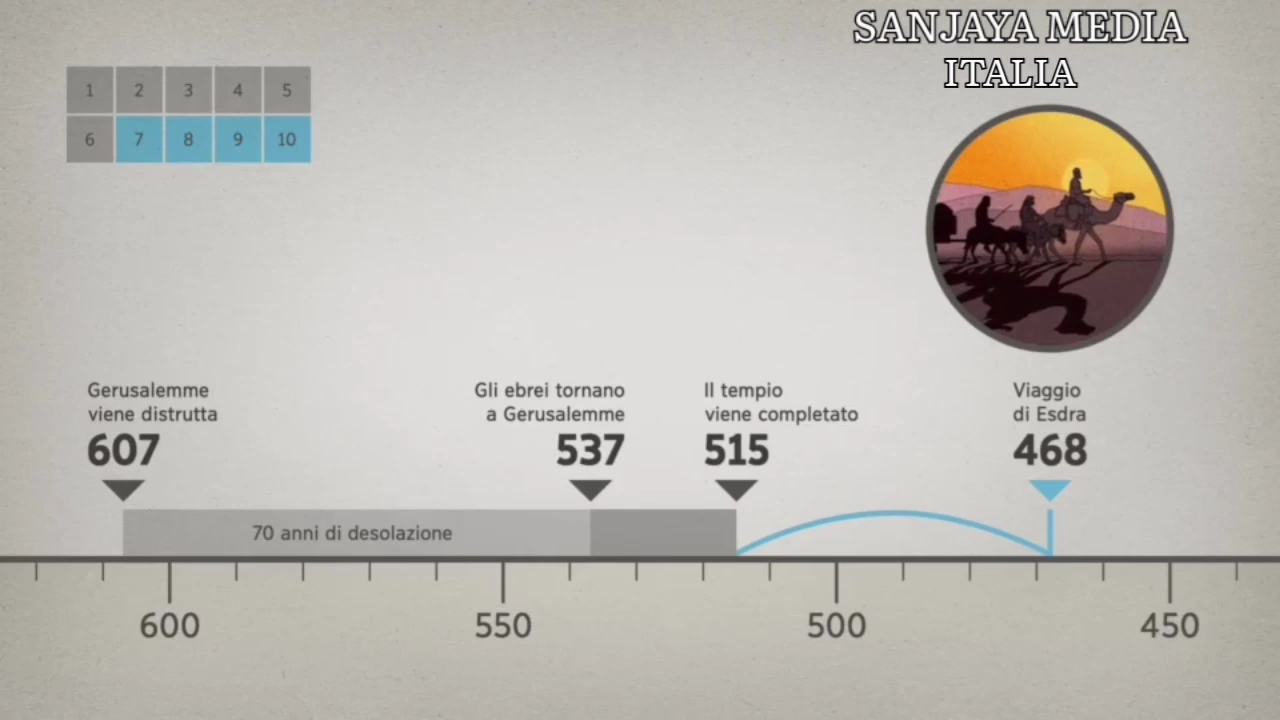 SANJAYA MEDIA
ITALIA
1 2 3 4 5
6 7 8 9 10
Gerusalemme
viene distrutta
607
Gli ebrei tornano
a Gerusalemme
537
Il tempio
viene completato
515
Viaggio
di Esdra
468
70 anni di desolazione
600 550 500 450